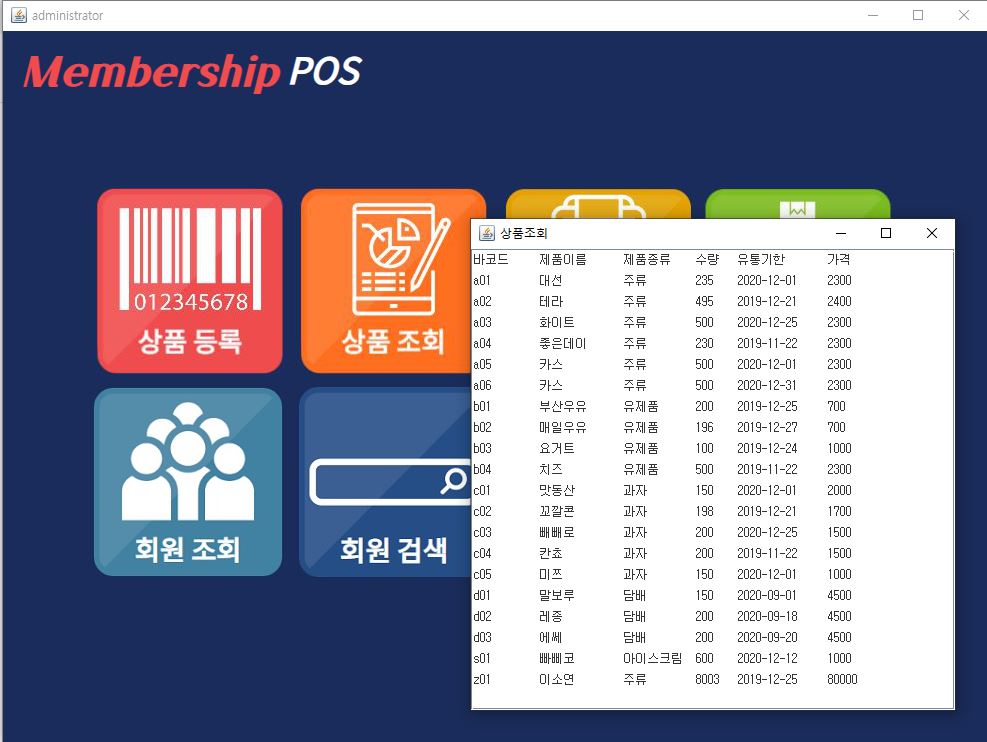 administrator
Membership POS
012345678
상품 등록
상품 조회
회원 조회
회원 검색
상품조회
바코드 제품이름 제품종류 수량 유통기한 가격
a01 대선 주류 235 2020-12-01 2300
a02 테라 주류 495 2019-12-21 2400
a03 화이트 주류 500 2020-12-25 2300
a04 좋은데이 주류 230 2019-11-22 2300
a05 카스 주류 500 2020-12-01 2300
a06 카스 주류 500 2020-12-31 2300
b01 부산우유 유제품 200 2019-12-25 700
b02 매일우유 유제품 196 2019-12-27 700
b03 요거트 유제품 100 2019-12-24 1000
b04 치즈 유제품 500 2019-11-22 2300
c01 맛동산 과자 150 2020-12-01 2000
c02 꼬깔콘 과자 198 2019-12-21 1700
c03 빼빼로 과자 200 2020-12-25 1500
c04 칸쵸 과자 200 2019-11-22 1500
c05 미쯔 과자 150 2020-12-01 1000
d01 말보루 담배 150 2020-09-01 4500
d02 레종 담배 200 2020-09-18 4500
d03 에쎄 담배 200 2020-09-20 4500
s01 빠삐코 아이스크림 600 2020-12-12 1000
z01 이소연 주류 8003 2019-12-25 80000